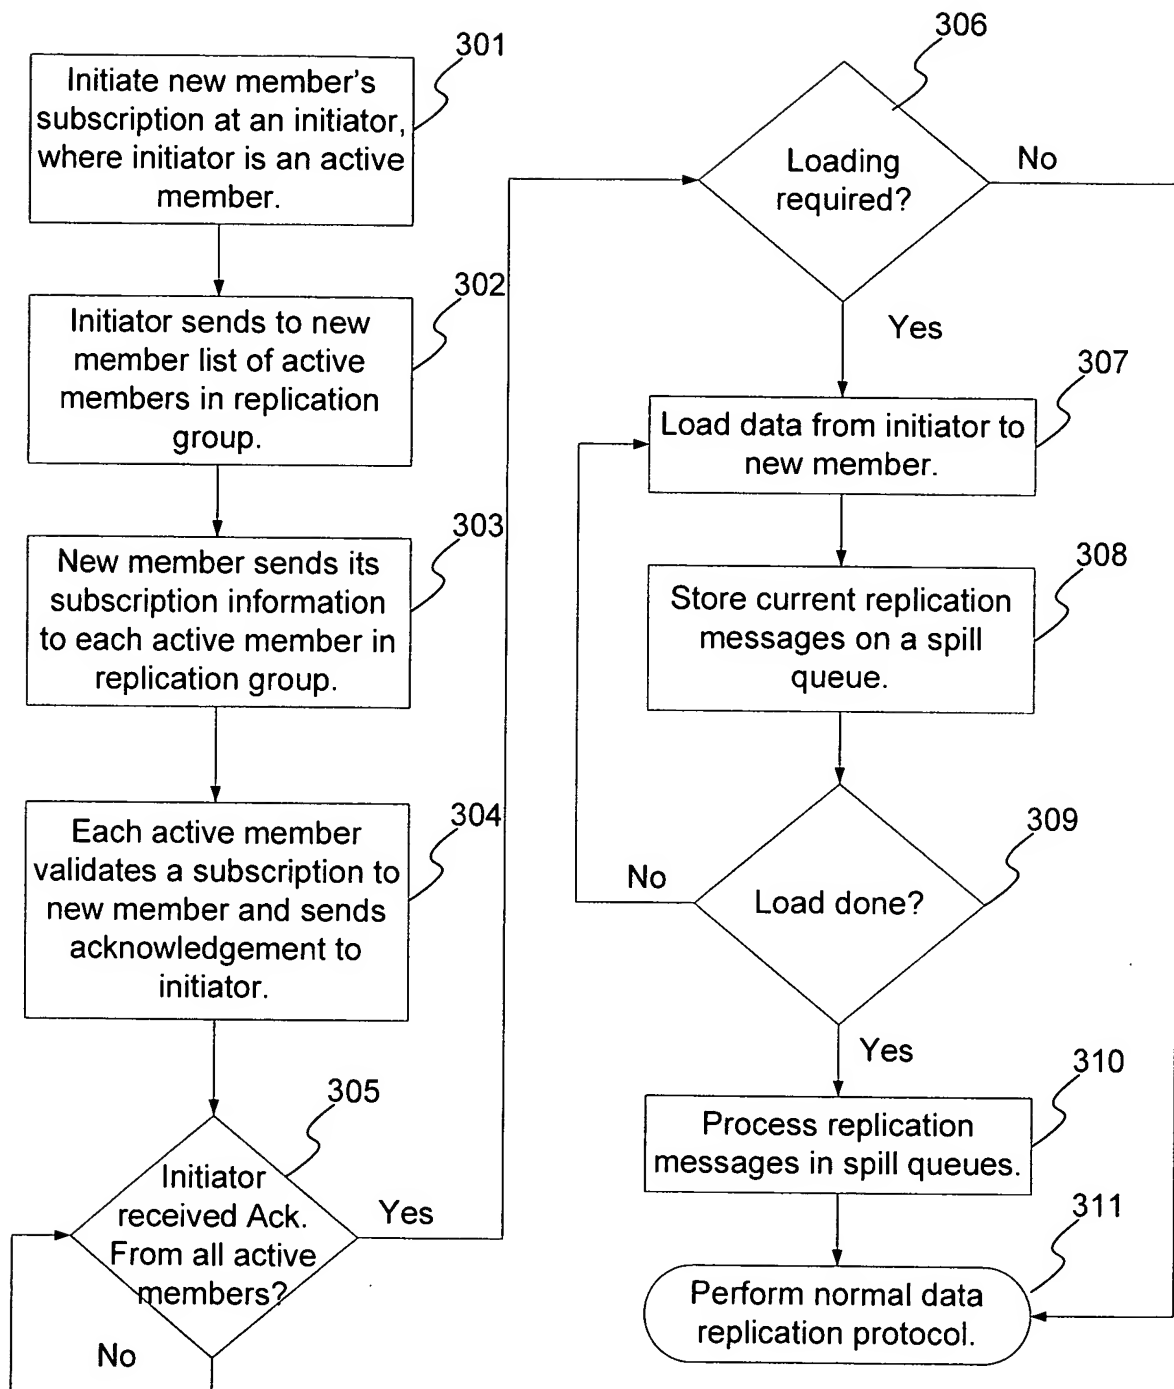 301
Initiate new member's
subscription at an initiator,
where initiator is an active
member.
302
Initiator sends to new
member list of active
members in replication
group.
303
New member sends its
subscription information
to each active member in
replication group.
304
Each active member
validates a subscription to
new member and sends
acknowledgement to
initiator.
305
Initiator
received Ack.
From all active
members?
Yes
No
306
Loading
required?
No
Yes
307
Load data from initiator to
new member.
308
Store current replication
messages on a spill
queue.
309
Load done?
No
Yes
310
Process replication
messages in spill queues.
311
Perform normal data
replication protocol.